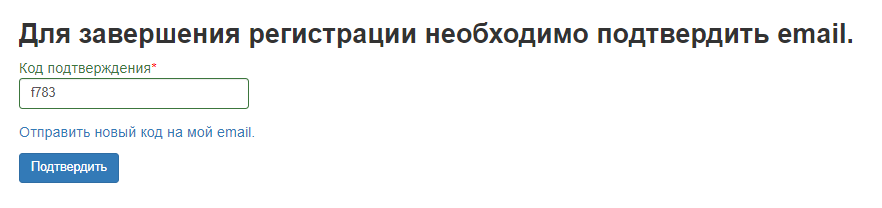 Для завершения регистрации необходимо подтвердить email.
Код подтверждения*
f783
Отправить новый код на мой email.
Подтвердить